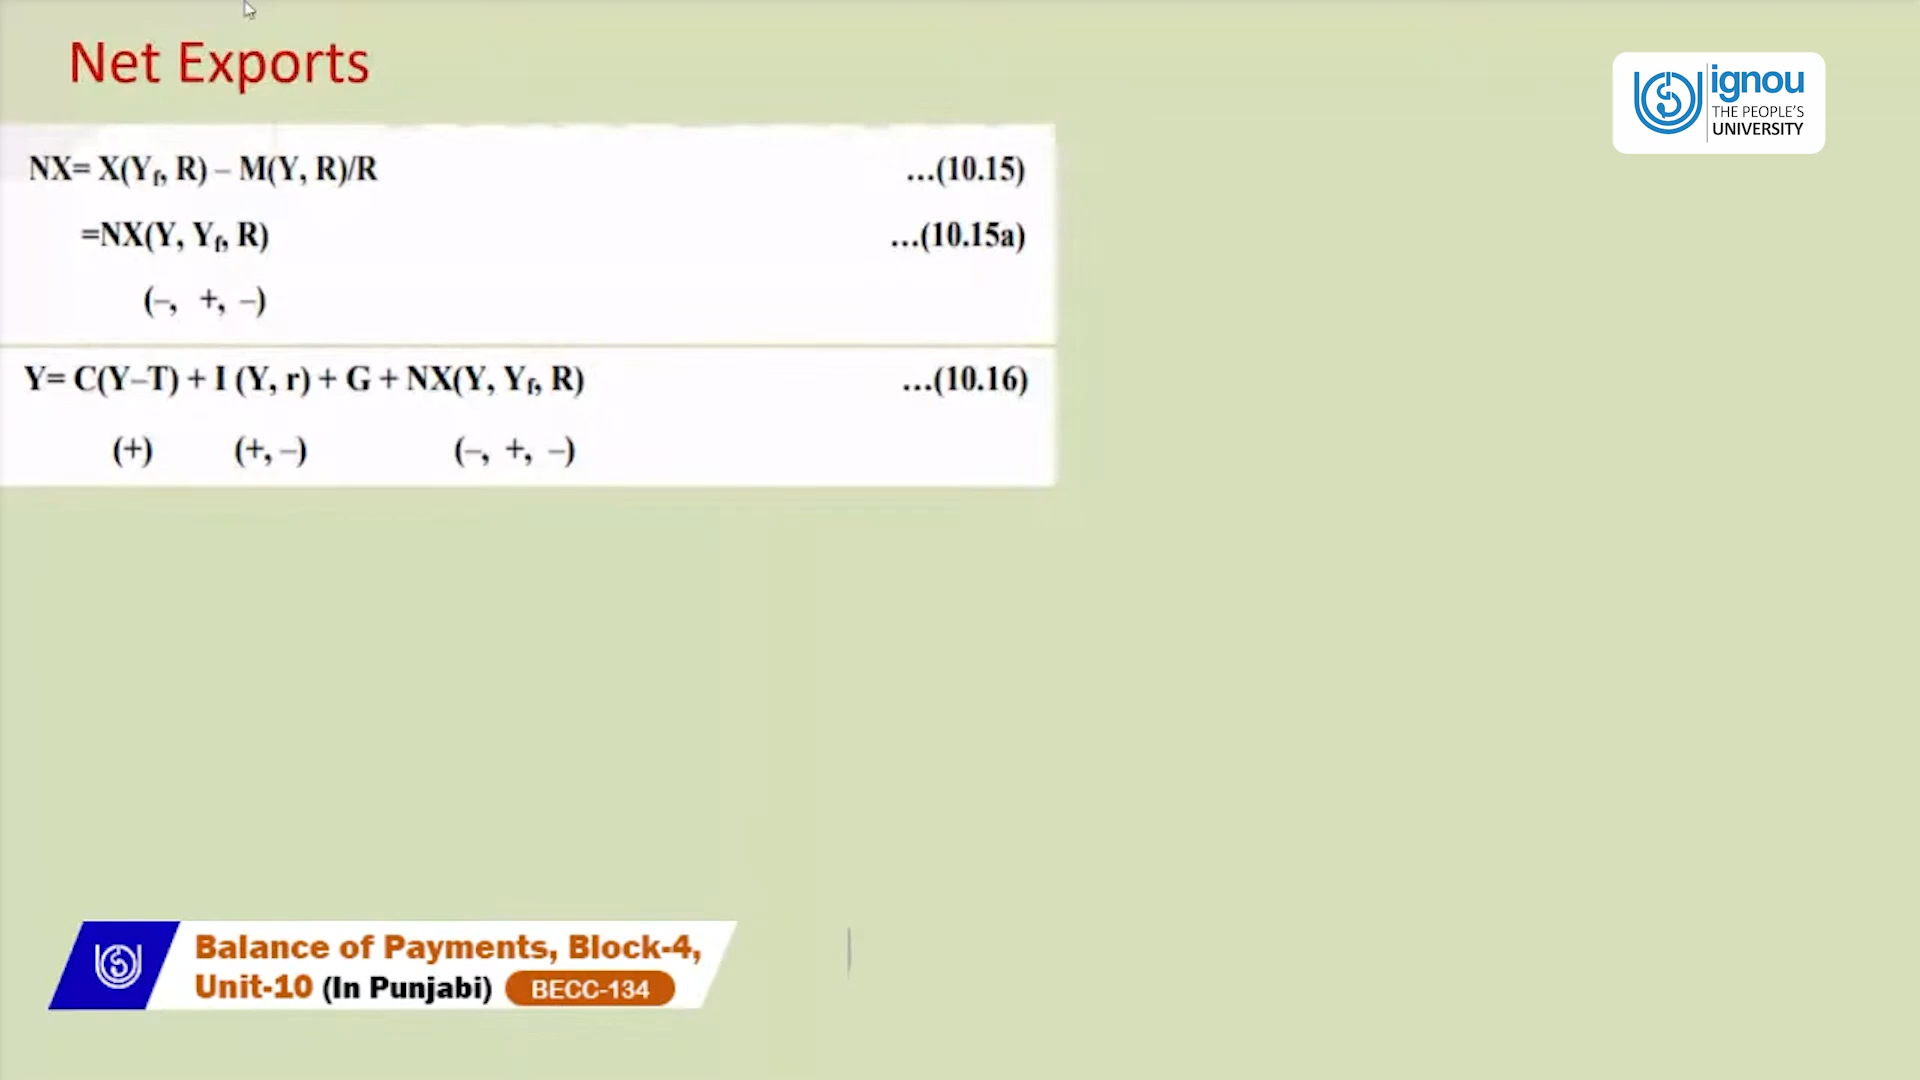 Net Exports
ignou
THE PEOPLE'S
UNIVERSITY
NX= X(Yf, R) – M(Y, R)/R ...(10.15)
=NX(Y, Yf, R) ...(10.15a)
(–, +, –)
Y= C(Y–T) + I (Y, r) + G + NX(Y, Yf, R) ...(10.16)
(+) (+, –) (–, +, –)
Balance of Payments, Block-4,
Unit-10 (In Punjabi) BECC-134